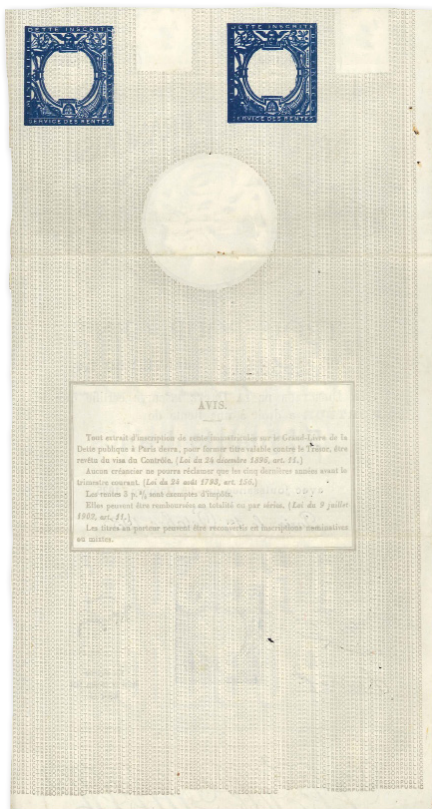 DETTE INSCRITE
SERVICE DES RENTES
DETTE INSCRITE
SERVICE DES RENTES
AVIS.
Tout extrait d'inscription de rente immatriculée sur le Grand-Livre de la
Dette publique à Paris devra, pour former titre valable contre le Trésor, être
revêtu du visa du Contrôle. (Loi du 24 décembre 1896, art. 11.)
Aucun créancier ne pourra réclamer que les cinq dernières années avant le
trimestre courant. (Loi du 24 août 1793, art. 156.)
Les rentes 3 p. % sont exemptes d'impôts.
Elles peuvent être remboursées en totalité ou par séries. (Loi du 9 juillet
1902, art. 11.)
Les titres au porteur peuvent être reconvertis en inscriptions nominatives
ou mixtes.